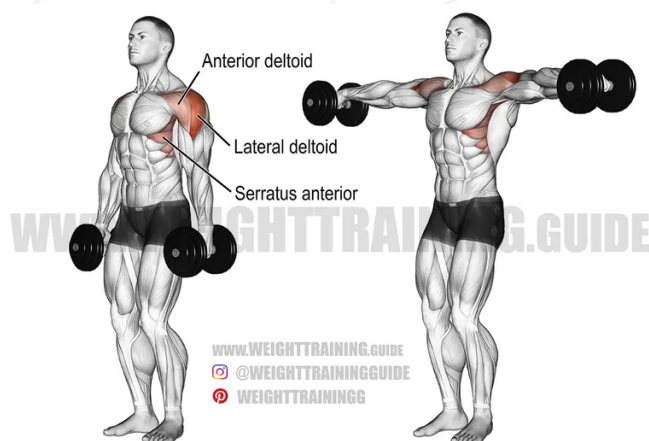 Anterior deltoid
Lateral deltoid
Serratus anterior
WWW.WEIGHTTRAINING.GUIDE
www.WEIGHTTRAINING.GUIDE
@WEIGHTTRAININGGUIDE
WEIGHTTRAININGG